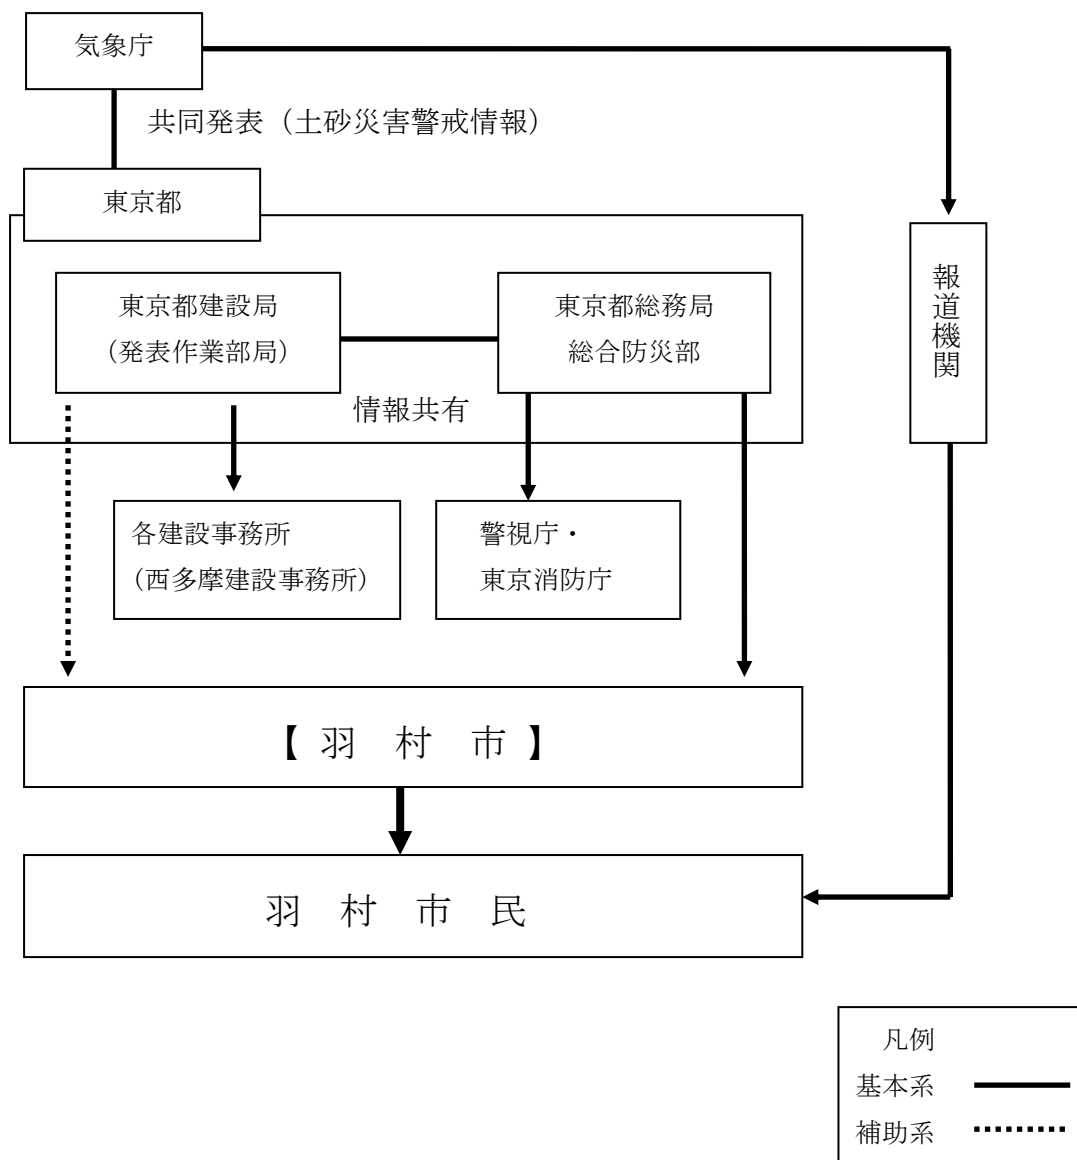 気象庁
共同発表（土砂災害警戒情報）
東京都
東京都建設局
（発表作業部局）
東京都総務局
総合防災部
報道機関
情報共有
各建設事務所
（西多摩建設事務所）
警視庁・
東京消防庁
【 羽 村 市 】
羽 村 市 民
凡例
基本系
補助系